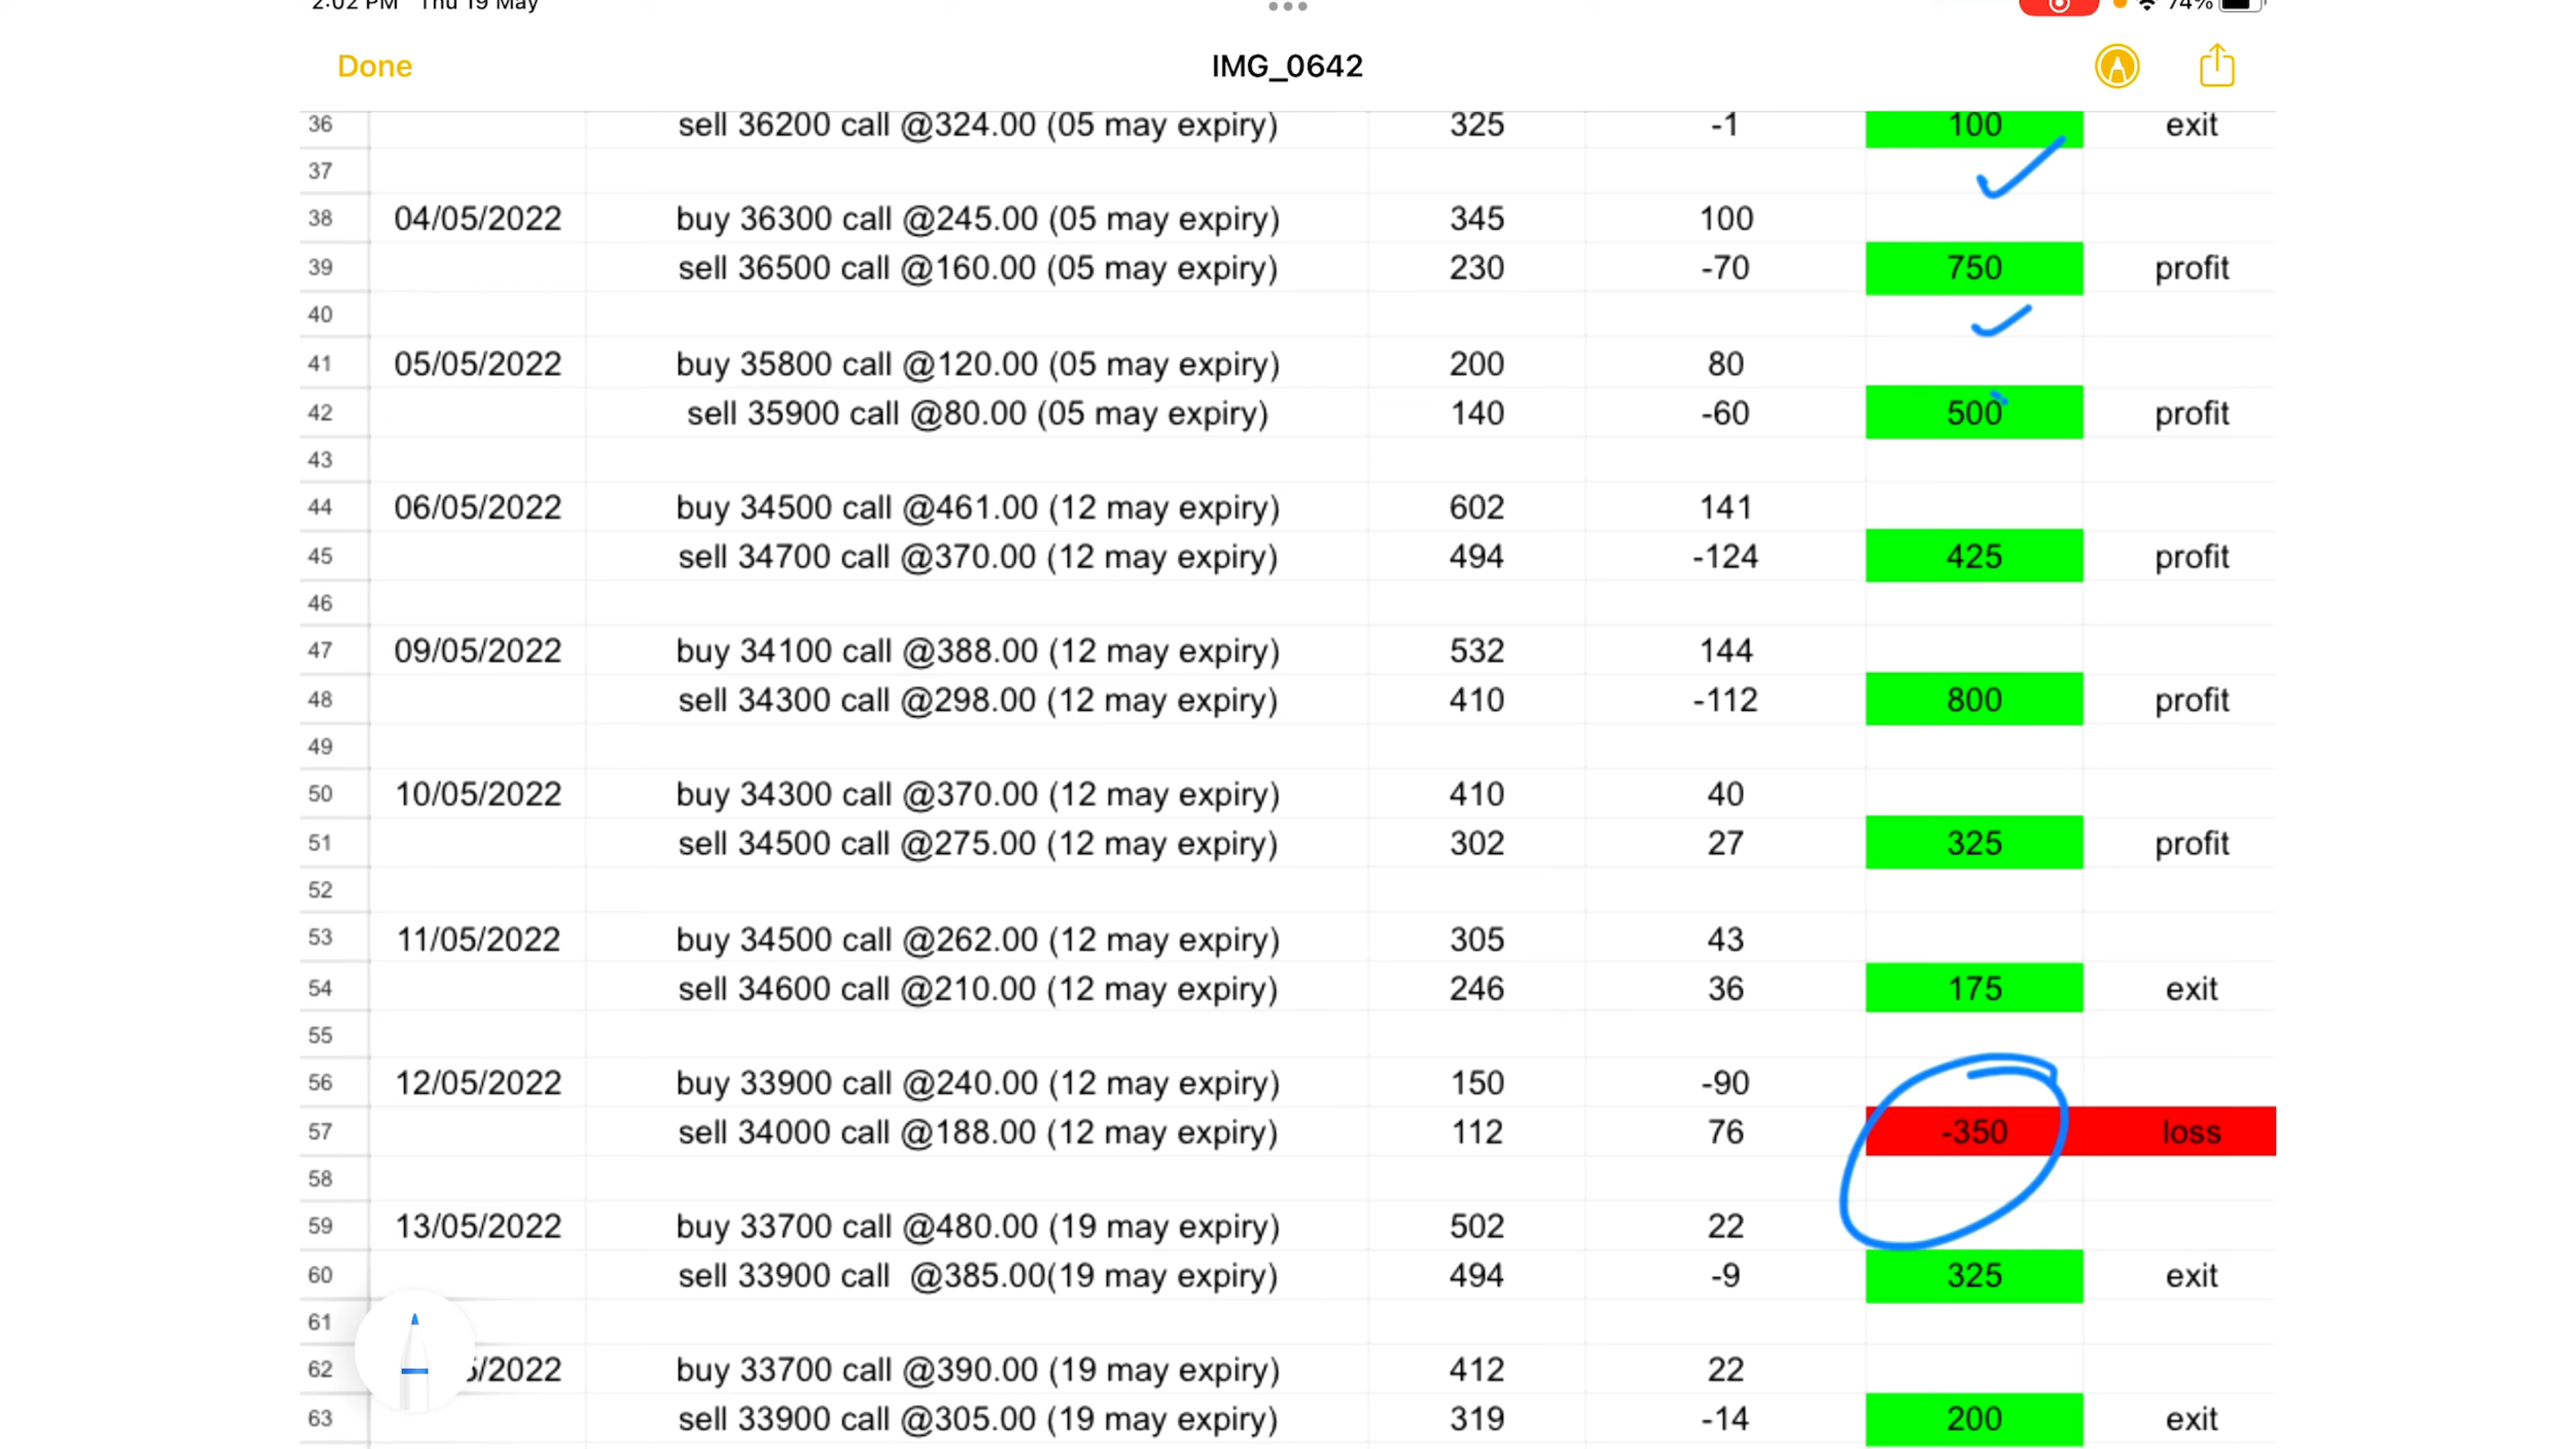 2:02 PM Thu 19 May 74%
Done IMG_0642
36 sell 36200 call @324.00 (05 may expiry) 325 -1 100 exit
37
38 04/05/2022 buy 36300 call @245.00 (05 may expiry) 345 100
39 sell 36500 call @160.00 (05 may expiry) 230 -70 750 profit
40
41 05/05/2022 buy 35800 call @120.00 (05 may expiry) 200 80
42 sell 35900 call @80.00 (05 may expiry) 140 -60 500 profit
43
44 06/05/2022 buy 34500 call @461.00 (12 may expiry) 602 141
45 sell 34700 call @370.00 (12 may expiry) 494 -124 425 profit
46
47 09/05/2022 buy 34100 call @388.00 (12 may expiry) 532 144
48 sell 34300 call @298.00 (12 may expiry) 410 -112 800 profit
49
50 10/05/2022 buy 34300 call @370.00 (12 may expiry) 410 40
51 sell 34500 call @275.00 (12 may expiry) 302 27 325 profit
52
53 11/05/2022 buy 34500 call @262.00 (12 may expiry) 305 43
54 sell 34600 call @210.00 (12 may expiry) 246 36 175 exit
55
56 12/05/2022 buy 33900 call @240.00 (12 may expiry) 150 -90
57 sell 34000 call @188.00 (12 may expiry) 112 76 -350 loss
58
59 13/05/2022 buy 33700 call @480.00 (19 may expiry) 502 22
60 sell 33900 call @385.00(19 may expiry) 494 -9 325 exit
61
62 5/2022 buy 33700 call @390.00 (19 may expiry) 412 22
63 sell 33900 call @305.00 (19 may expiry) 319 -14 200 exit